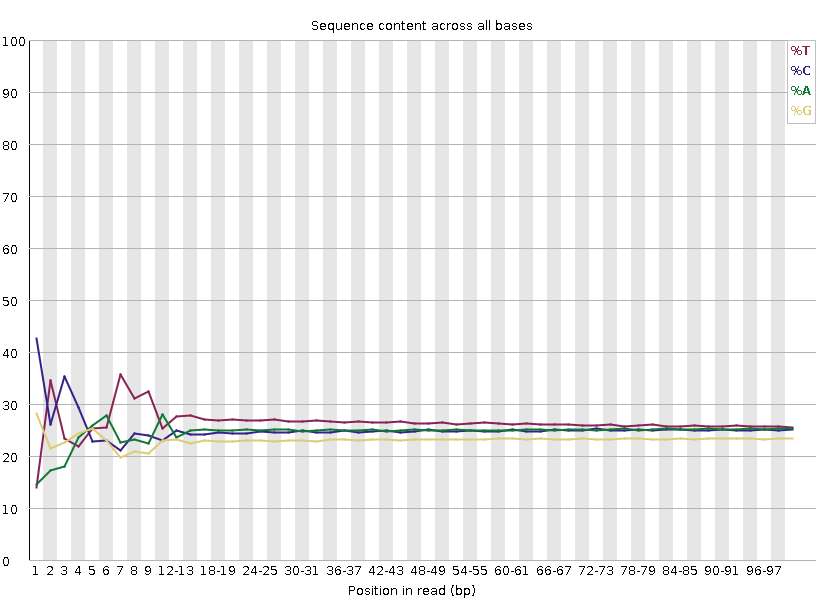 Sequence content across all bases
%T
%C
%A
%G
100
90
80
70
60
50
40
30
20
10
0
1 2 3 4 5 6 7 8 9 12-13 18-19 24-25 30-31 36-37 42-43 48-49 54-55 60-61 66-67 72-73 78-79 84-85 90-91 96-97
Position in read (bp)